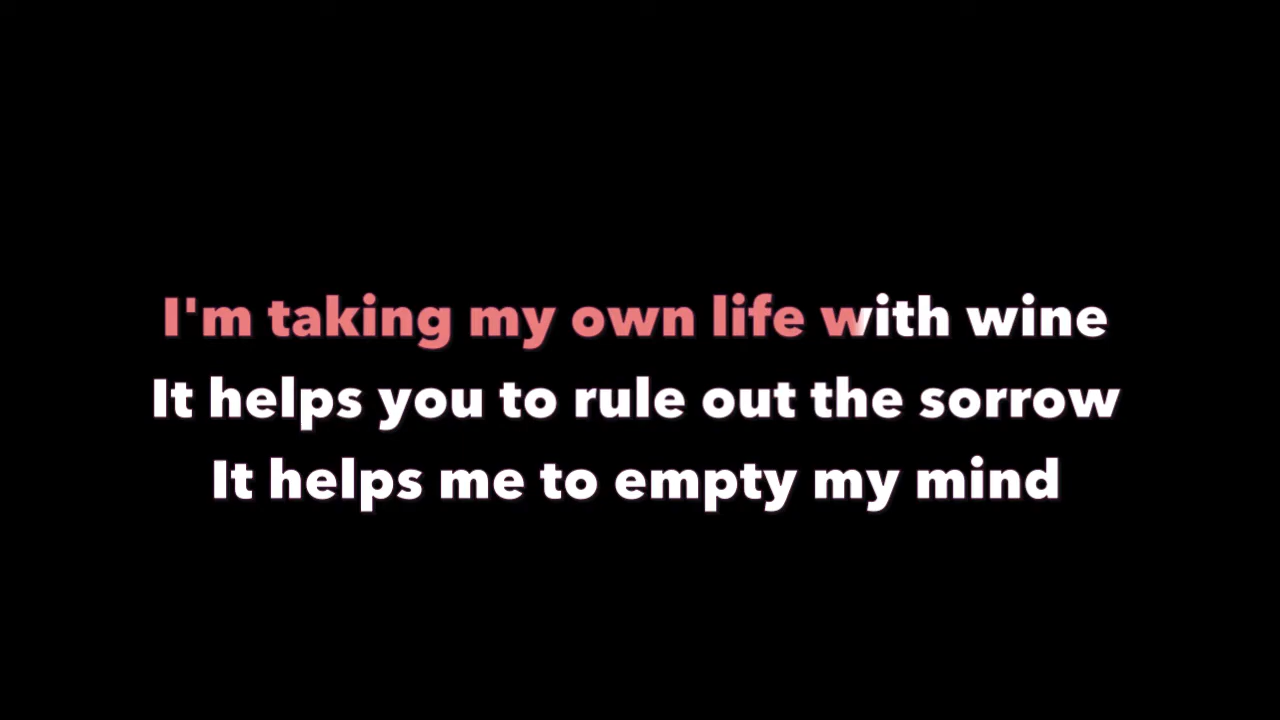 I'm taking my own life with wine
It helps you to rule out the sorrow
It helps me to empty my mind